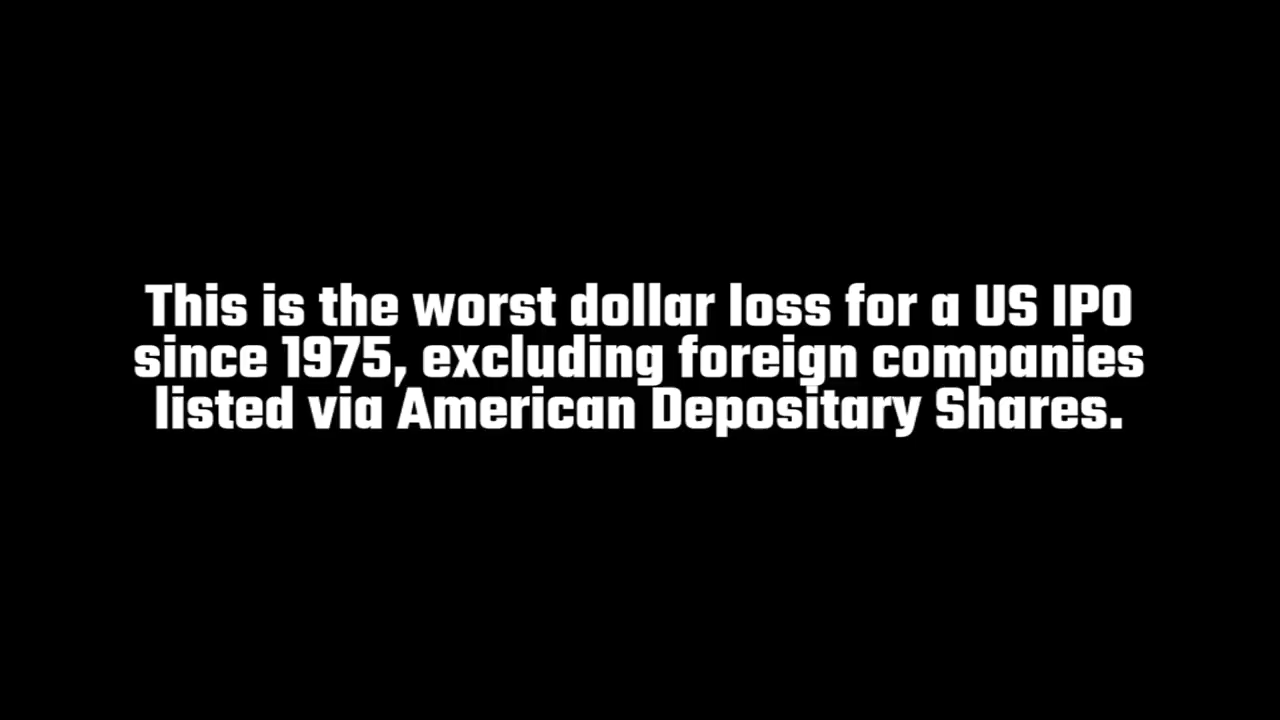 This is the worst dollar loss for a US IPO
since 1975, excluding foreign companies
listed via American Depositary Shares.